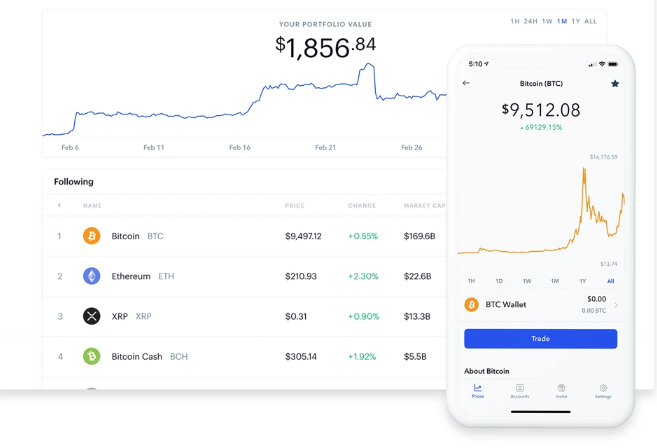 YOUR PORTFOLIO VALUE
$1,856.84
1H 24H 1W 1M 1Y ALL
Feb 6 Feb 11 Feb 16 Feb 21 Feb 26
Following
# NAME PRICE CHANGE MARKET CAP
1 Bitcoin BTC $9,497.12 +0.55% $169.6B
2 Ethereum ETH $210.93 +2.30% $22.6B
3 XRP XRP $0.31 +0.90% $13.3B
4 Bitcoin Cash BCH $305.14 +1.92% $5.5B
5:10
Bitcoin (BTC)
$9,512.08
69129.15%
$16,776.59
$13.74
1H 1D 1W 1M 1Y All
BTC Wallet $0.00
0.00 BTC
Trade
About Bitcoin
Prices Accounts Invite Settings